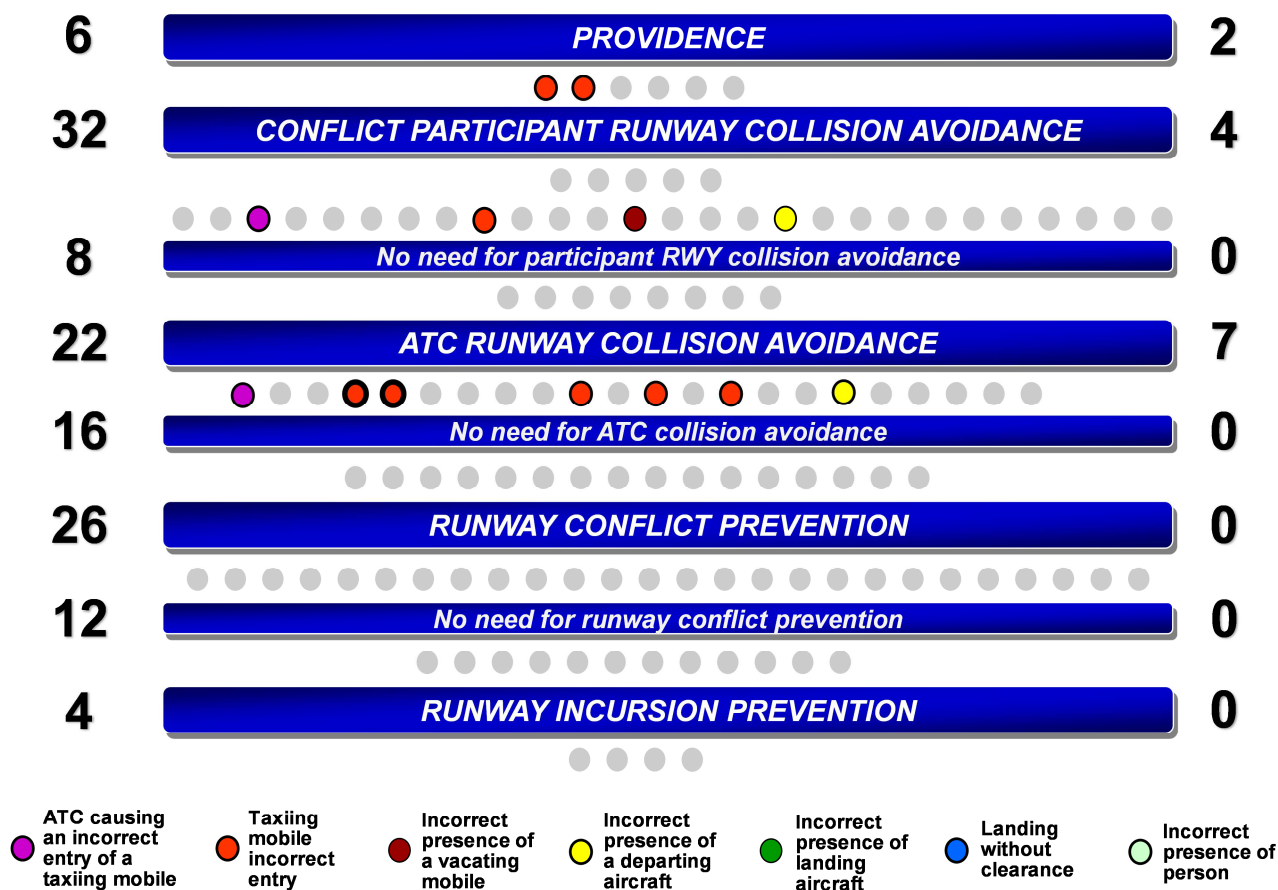 6 PROVIDENCE 2
32 CONFLICT PARTICIPANT RUNWAY COLLISION AVOIDANCE 4
8 No need for participant RWY collision avoidance 0
22 ATC RUNWAY COLLISION AVOIDANCE 7
16 No need for ATC collision avoidance 0
26 RUNWAY CONFLICT PREVENTION 0
12 No need for runway conflict prevention 0
4 RUNWAY INCURSION PREVENTION 0
ATC causing
an incorrect
entry of a
taxiing mobile
Taxiing
mobile
incorrect
entry
Incorrect
presence of
a vacating
mobile
Incorrect
presence of
a departing
aircraft
Incorrect
presence of
landing
aircraft
Landing
without
clearance
Incorrect
presence of
person